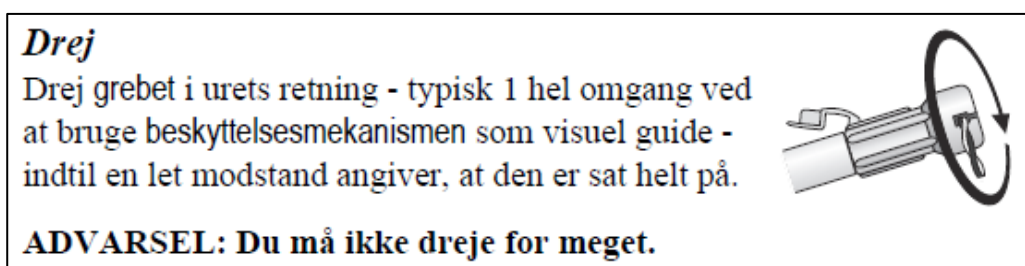 Drej
Drej grebet i urets retning - typisk 1 hel omgang ved
at bruge beskyttelsesmekanismen som visuel guide -
indtil en let modstand angiver, at den er sat helt på.
ADVARSEL: Du må ikke dreje for meget.